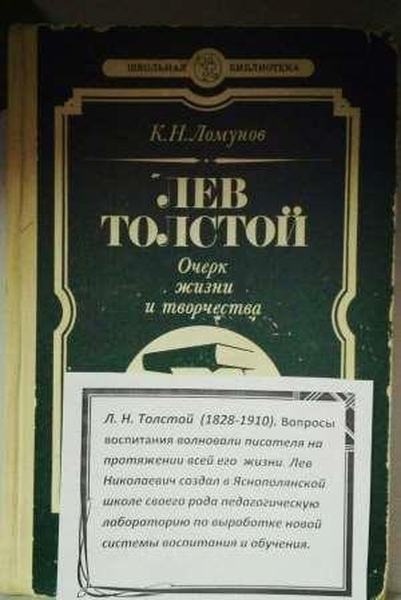 ШКОЛЬНАЯ БИБЛИОТЕКА
К.Н.Ломунов
ЛЕВ
ТОЛСТОЙ
Очерк
жизни
и творчества
Л. Н. Толстой (1828-1910). Вопросы
воспитания волновали писателя на
протяжении всей его жизни. Лев
Николаевич создал в Яснополянской
школе своего рода педагогическую
лабораторию по выработке новой
системы воспитания и обучения.